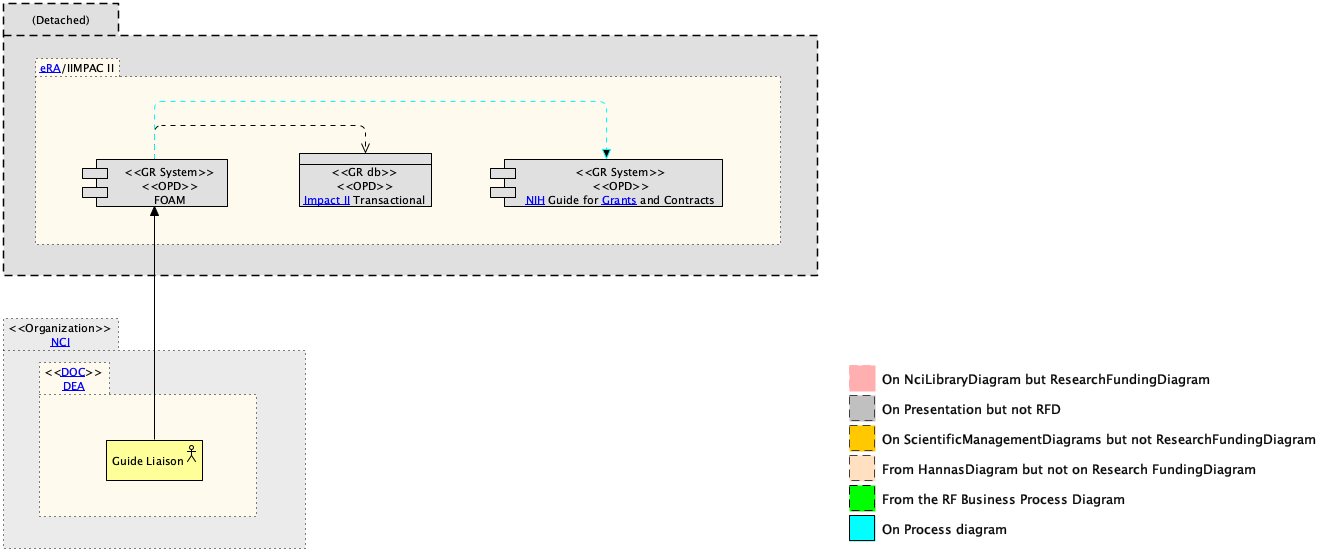 (Detached)
eRA/IIMPAC II
<<GR System>>
<<OPD>>
FOAM
<<GR db>>
<<OPD>>
Impact II Transactional
<<GR System>>
<<OPD>>
NIH Guide for Grants and Contracts
<<Organization>>
NCI
<<DOC>>
DEA
Guide Liaison
On NciLibraryDiagram but ResearchFundingDiagram
On Presentation but not RFD
On ScientificManagementDiagrams but not ResearchFundingDiagram
From HannasDiagram but not on Research FundingDiagram
From the RF Business Process Diagram
On Process diagram